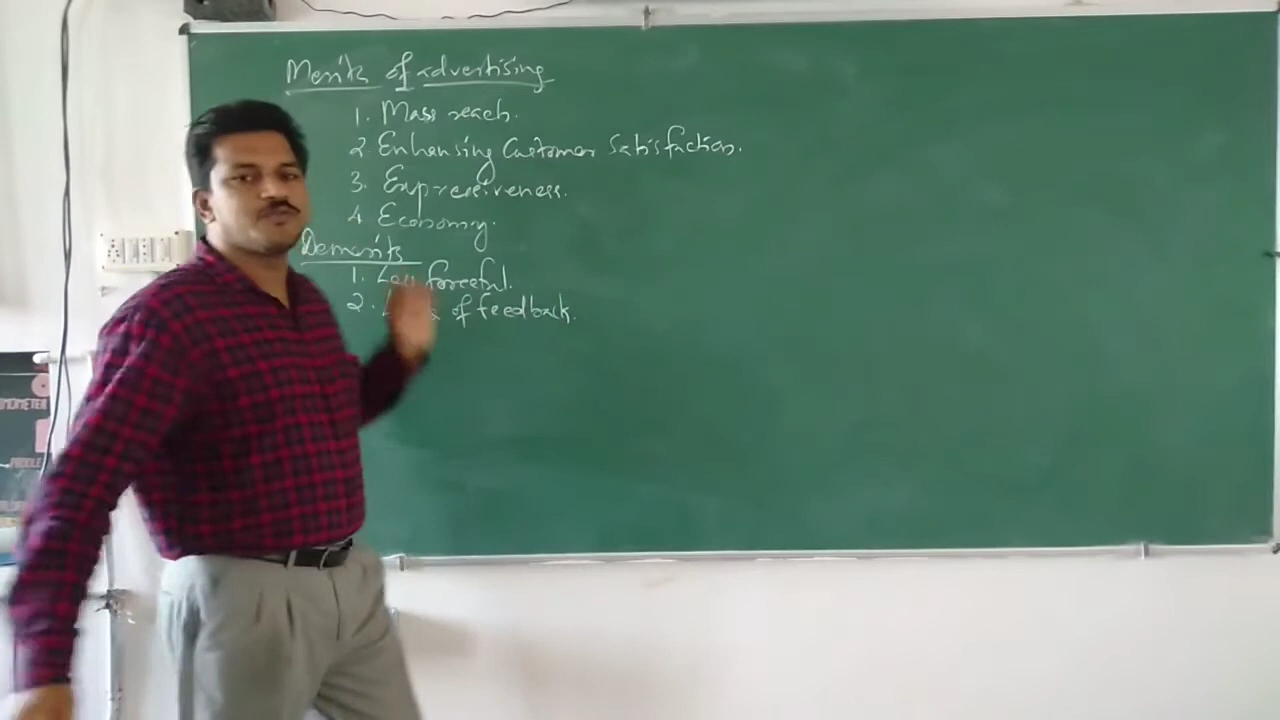 Merits of advertising
1. Mass reach.
2. Enhansing Customer Satisfaction.
3. Expressiveness.
4. Economy.
Demerits
1. Less forceful.
2. of feedback.